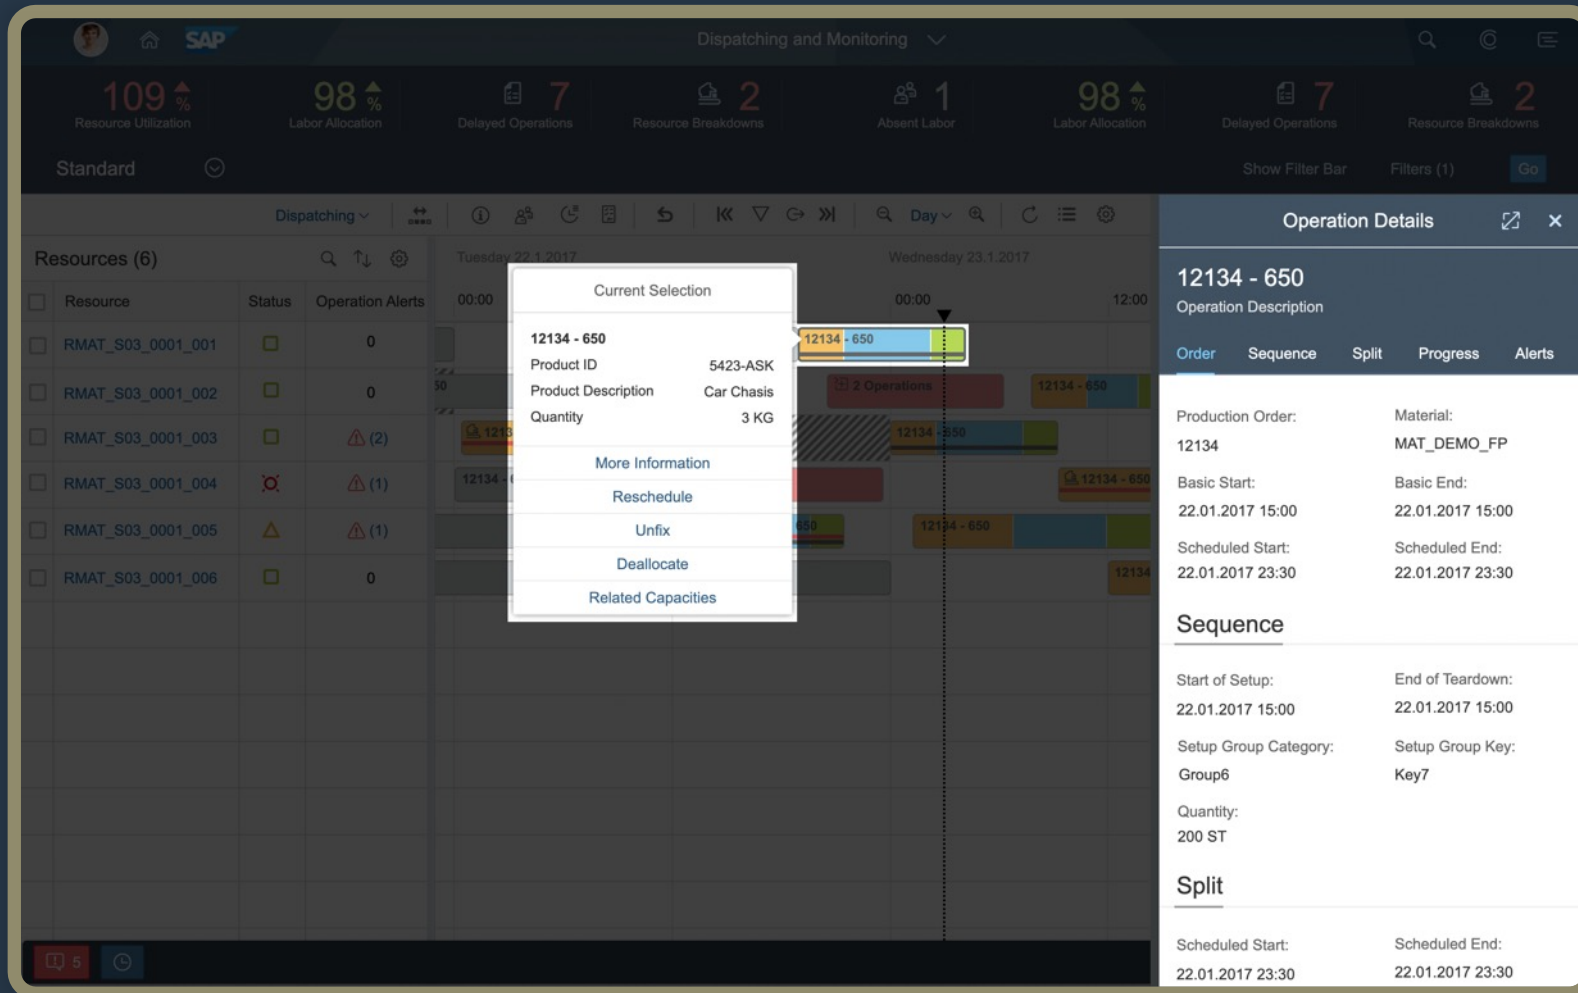 SAP
Dispatching and Monitoring
109 %
Resource Utilization
98 %
Labor Allocation
7
Delayed Operations
2
Resource Breakdowns
1
Absent Labor
98 %
Labor Allocation
7
Delayed Operations
2
Resource Breakdowns
Standard
Show Filter Bar
Filters (1)
Go
Dispatching
Day
Resources (6)
Tuesday 22.1.2017
Wednesday 23.1.2017
Resource Status Operation Alerts
00:00
00:00
12:00
RMAT_S03_0001_001 0
RMAT_S03_0001_002 0
RMAT_S03_0001_003 (2)
RMAT_S03_0001_004 (1)
RMAT_S03_0001_005 (1)
RMAT_S03_0001_006 0
Current Selection
12134 - 650
Product ID 5423-ASK
Product Description Car Chasis
Quantity 3 KG
More Information
Reschedule
Unfix
Deallocate
Related Capacities
12134 - 650
50
2 Operations
12134 - 650
1213
12134 - 650
12134 -
12134 - 650
650
12134 - 650
12134
5
Operation Details
12134 - 650
Operation Description
Order Sequence Split Progress Alerts
Production Order: Material:
12134 MAT_DEMO_FP
Basic Start: Basic End:
22.01.2017 15:00 22.01.2017 15:00
Scheduled Start: Scheduled End:
22.01.2017 23:30 22.01.2017 23:30
Sequence
Start of Setup: End of Teardown:
22.01.2017 15:00 22.01.2017 15:00
Setup Group Category: Setup Group Key:
Group6 Key7
Quantity:
200 ST
Split
Scheduled Start: Scheduled End:
22.01.2017 23:30 22.01.2017 23:30